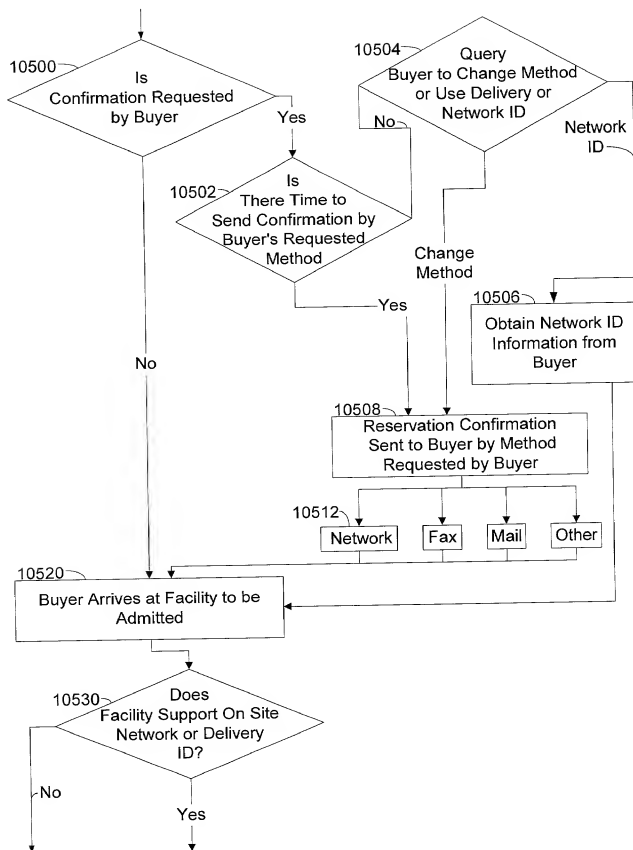 10500
Is
Confirmation Requested
by Buyer
10504
Query
Buyer to Change Method
or Use Delivery or
Network ID
Yes
No
Network
ID
10502
Is
There Time to
Send Confirmation by
Buyer's Requested
Method
Change
Method
10506
Obtain Network ID
Information from
Buyer
Yes
No
10508
Reservation Confirmation
Sent to Buyer by Method
Requested by Buyer
10512
Network
Fax
Mail
Other
10520
Buyer Arrives at Facility to be
Admitted
10530
Does
Facility Support On Site
Network or Delivery
ID?
No
Yes